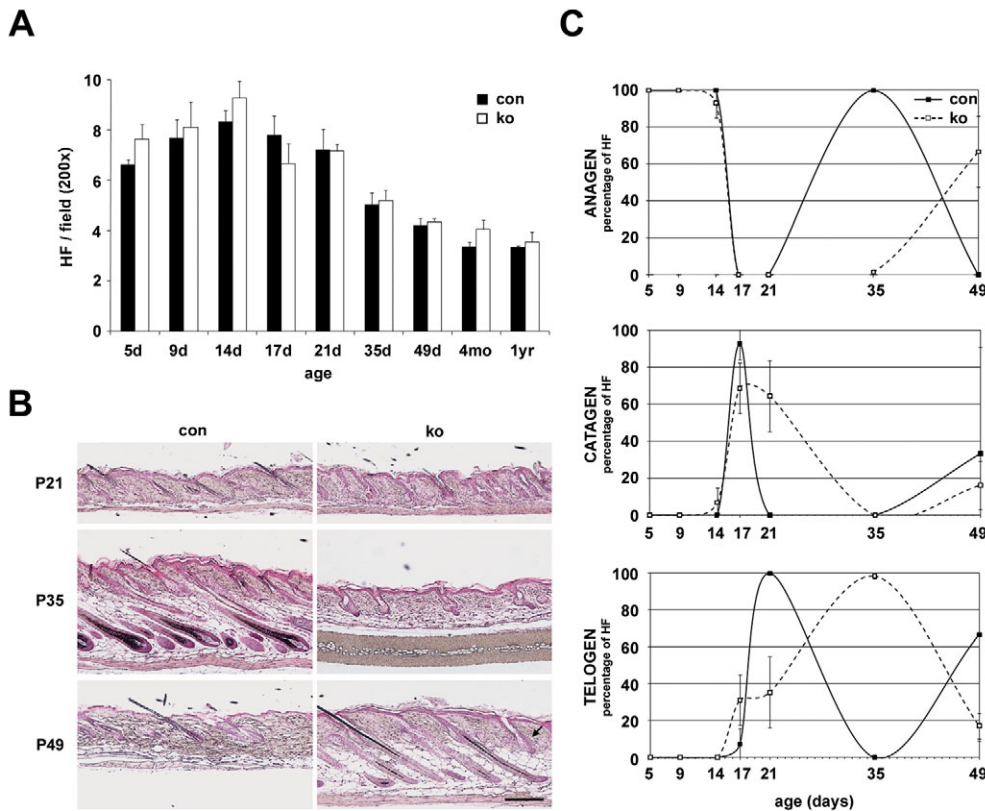 A
HF / field (200x)
10
8
6
4
2
0
con
ko
5d 9d 14d 17d 21d 35d 49d 4mo 1yr
age
B
con ko
P21
P35
P49
C
ANAGEN
percentage of HF
100
80
60
40
20
0
con
ko
5 9 14 17 21 35 49
CATAGEN
percentage of HF
100
80
60
40
20
0
5 9 14 17 21 35 49
TELOGEN
percentage of HF
100
80
60
40
20
0
5 9 14 17 21 35 49
age (days)